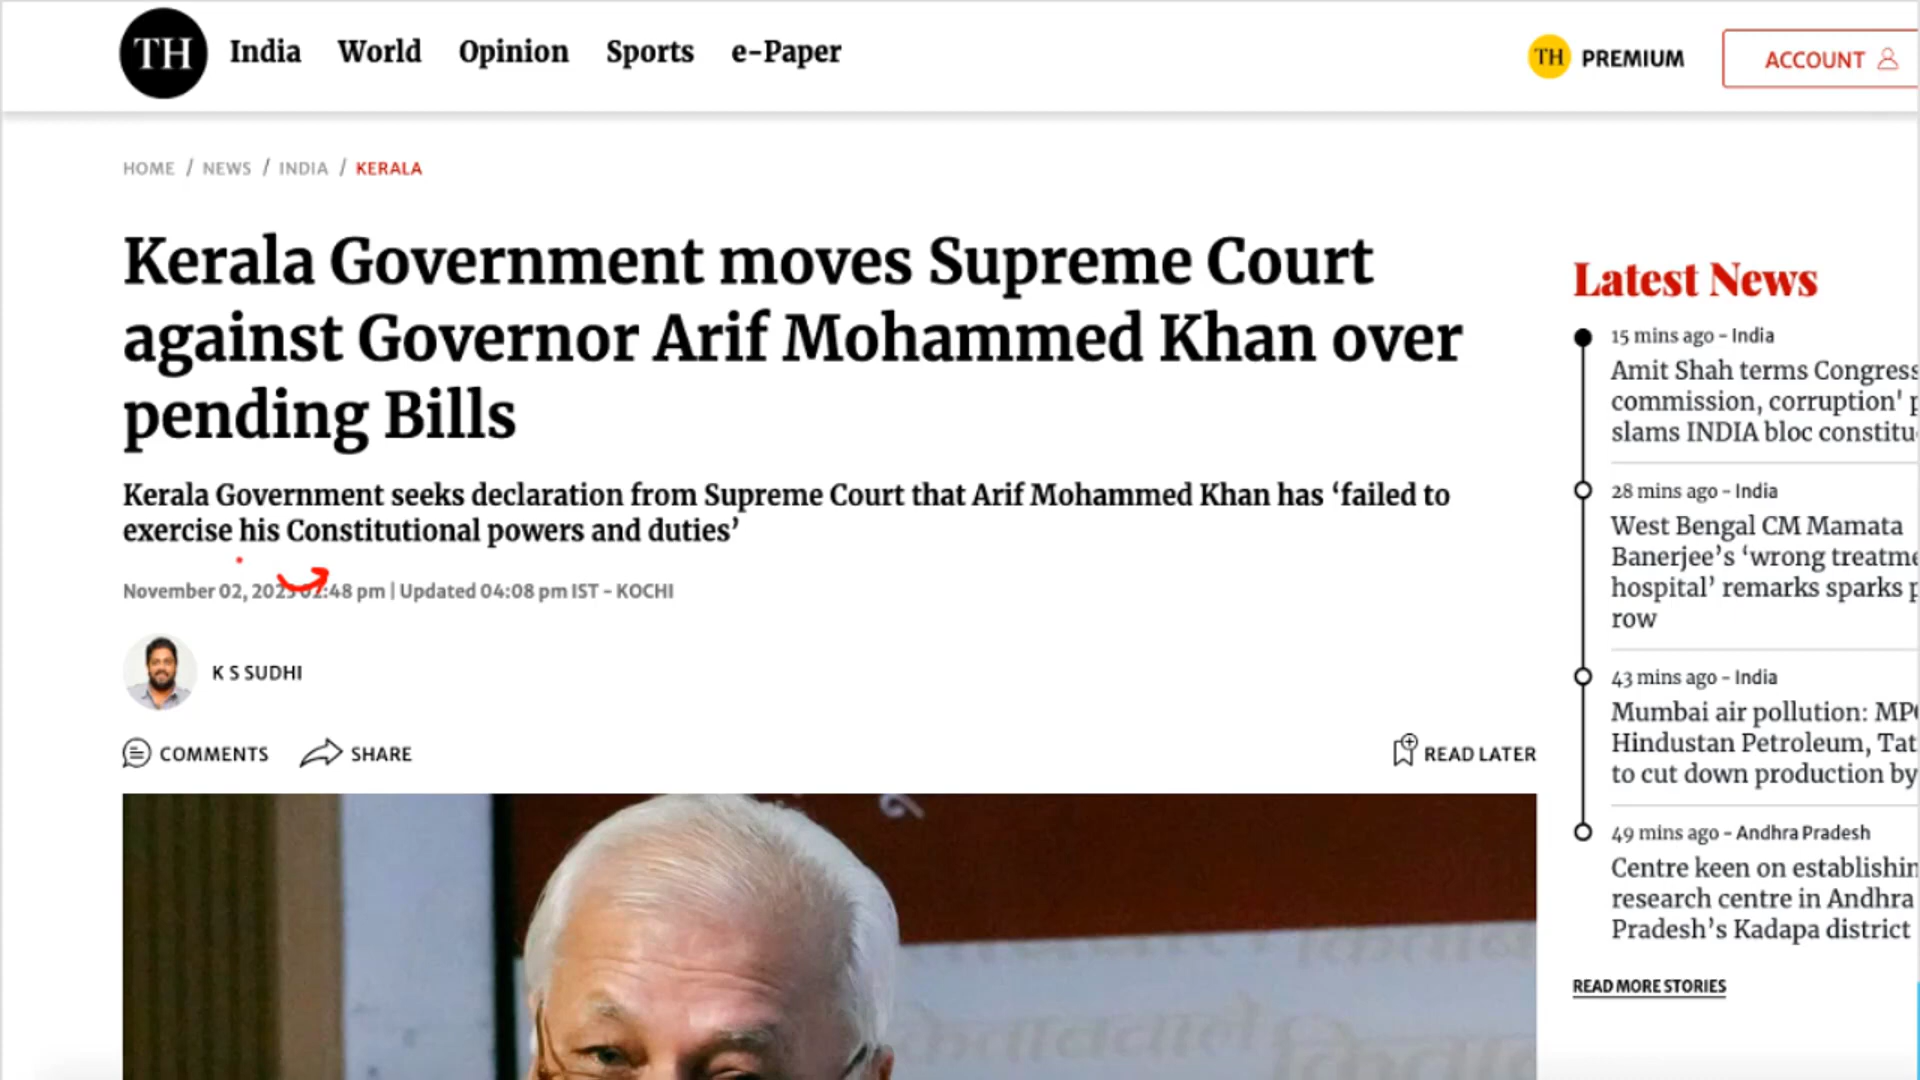 TH India World Opinion Sports e-Paper
TH PREMIUM
ACCOUNT
HOME / NEWS / INDIA / KERALA
Kerala Government moves Supreme Court
against Governor Arif Mohammed Khan over
pending Bills
Kerala Government seeks declaration from Supreme Court that Arif Mohammed Khan has ‘failed to
exercise his Constitutional powers and duties’
November 02, 2023 02:48 pm | Updated 04:08 pm IST - KOCHI
K S SUDHI
COMMENTS SHARE
READ LATER
Latest News
15 mins ago - India
Amit Shah terms Congress
commission, corruption' p
slams INDIA bloc constitu
28 mins ago - India
West Bengal CM Mamata
Banerjee’s ‘wrong treatme
hospital’ remarks sparks p
row
43 mins ago - India
Mumbai air pollution: MP
Hindustan Petroleum, Tat
to cut down production by
49 mins ago - Andhra Pradesh
Centre keen on establishin
research centre in Andhra
Pradesh’s Kadapa district
READ MORE STORIES